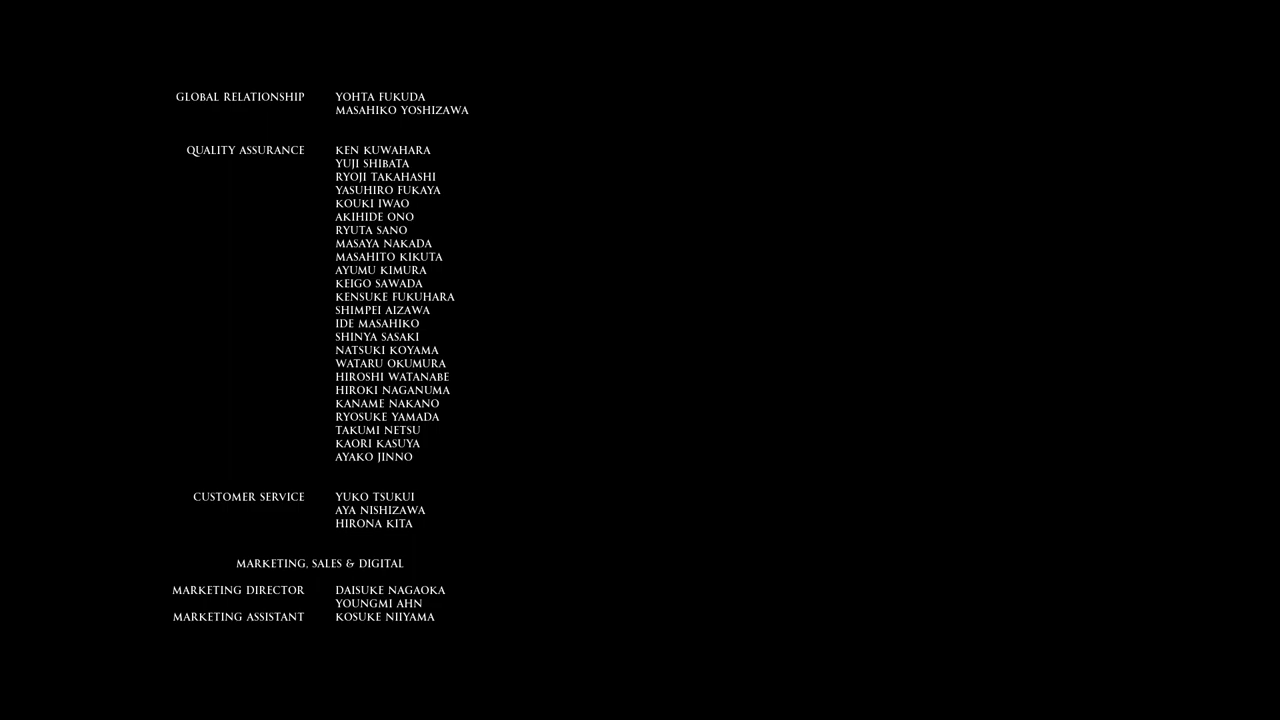 GLOBAL RELATIONSHIP YOHTA FUKUDA
MASAHIKO YOSHIZAWA
QUALITY ASSURANCE KEN KUWAHARA
YUJI SHIBATA
RYOJI TAKAHASHI
YASUHIRO FUKAYA
KOUKI IWAO
AKIHIDE ONO
RYUTA SANO
MASAYA NAKADA
MASAHITO KIKUTA
AYUMU KIMURA
KEIGO SAWADA
KENSUKE FUKUHARA
SHIMPEI AIZAWA
IDE MASAHIKO
SHINYA SASAKI
NATSUKI KOYAMA
WATARU OKUMURA
HIROSHI WATANABE
HIROKI NAGANUMA
KANAME NAKANO
RYOSUKE YAMADA
TAKUMI NETSU
KAORI KASUYA
AYAKO JINNO
CUSTOMER SERVICE YUKO TSUKUI
AYA NISHIZAWA
HIRONA KITA
MARKETING, SALES & DIGITAL
MARKETING DIRECTOR DAISUKE NAGAOKA
YOUNGMI AHN
MARKETING ASSISTANT KOSUKE NIIYAMA